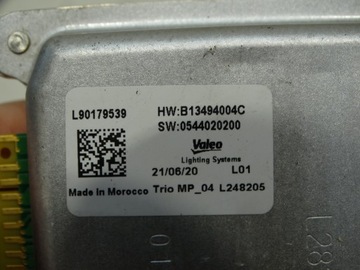 L90179539
HW:B13494004C
SW:0544020200
Valeo
Lighting Systems
21/06/20 L01
Made in Morocco Trio MP_04 L248205